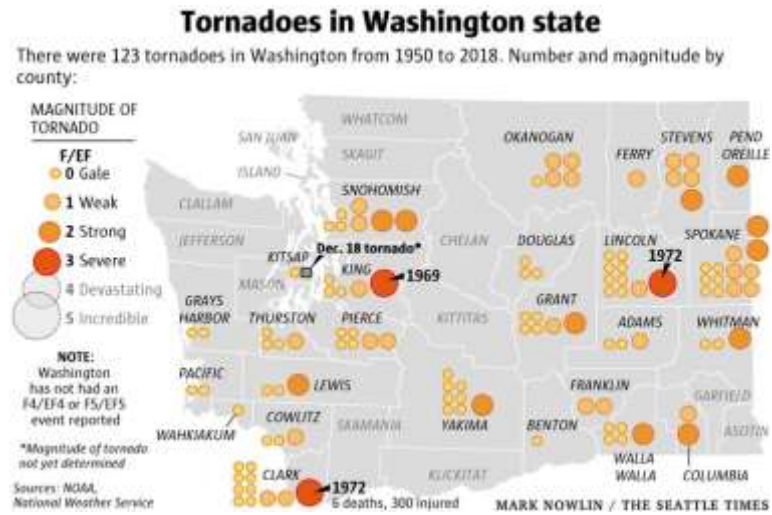 Tornadoes in Washington state
There were 123 tornadoes in Washington from 1950 to 2018. Number and magnitude by
county:
MAGNITUDE OF
TORNADO
F/EF
0 Gale
1 Weak
2 Strong
3 Severe
4 Devastating
5 Incredible
NOTE:
Washington
has not had an
F4/EF4 or F5/EF5
event reported
*Magnitude of tornado
not yet determined
Sources: NOAA,
National Weather Service
WHATCOM
SAN JUAN
SKAGIT
ISLAND
SNOHOMISH
CLALLAM
JEFFERSON
KITSAP
Dec. 18 tornado*
KING
1969
MASON
GRAYS
HARBOR
THURSTON
PIERCE
PACIFIC
LEWIS
WAHKIAKUM
COWLITZ
SKAMANIA
CLARK
1972
6 deaths, 300 injured
OKANOGAN
FERRY
STEVENS
PEND
OREILLE
CHELAN
DOUGLAS
LINCOLN
1972
SPOKANE
KITTITAS
GRANT
ADAMS
WHITMAN
YAKIMA
FRANKLIN
BENTON
GARFIELD
ASOTIN
WALLA
WALLA
COLUMBIA
KLICKITAT
MARK NOWLIN / THE SEATTLE TIMES